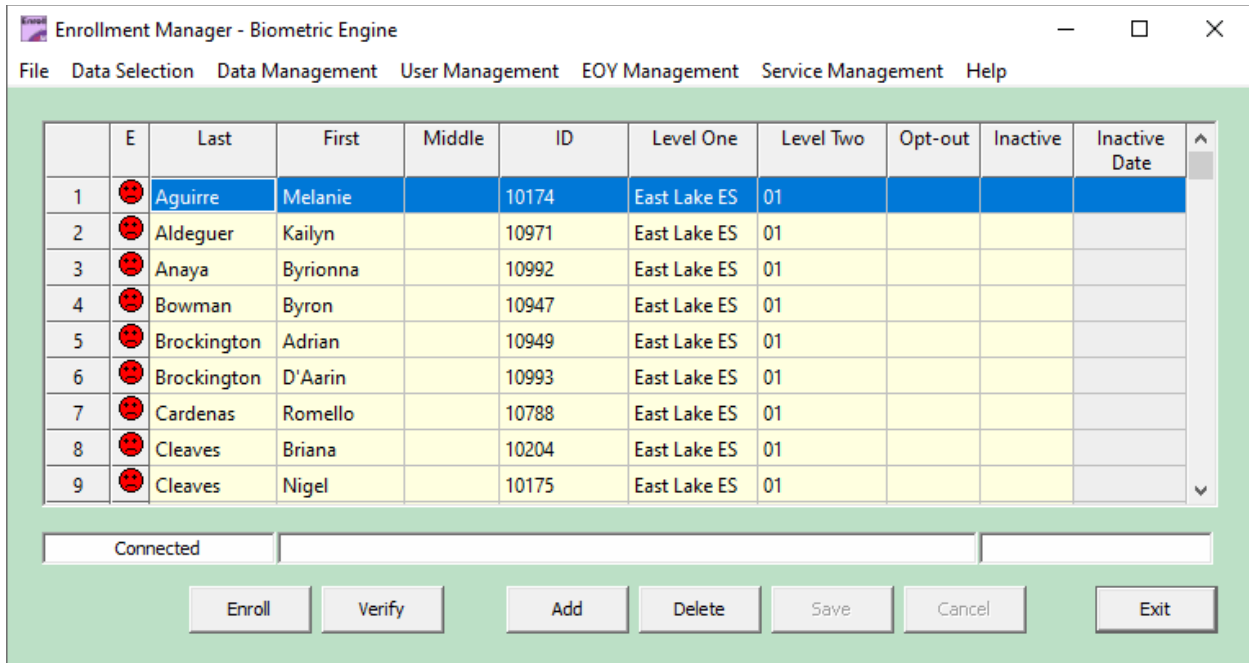 Enroll
Enrollment Manager - Biometric Engine
File Data Selection Data Management User Management EOY Management Service Management Help
E Last First Middle ID Level One Level Two Opt-out Inactive Inactive
Date
1 Aguirre Melanie 10174 East Lake ES 01
2 Aldeguer Kailyn 10971 East Lake ES 01
3 Anaya Byrionna 10992 East Lake ES 01
4 Bowman Byron 10947 East Lake ES 01
5 Brockington Adrian 10949 East Lake ES 01
6 Brockington D'Aarin 10993 East Lake ES 01
7 Cardenas Romello 10788 East Lake ES 01
8 Cleaves Briana 10204 East Lake ES 01
9 Cleaves Nigel 10175 East Lake ES 01
Connected
Enroll Verify Add Delete Save Cancel Exit